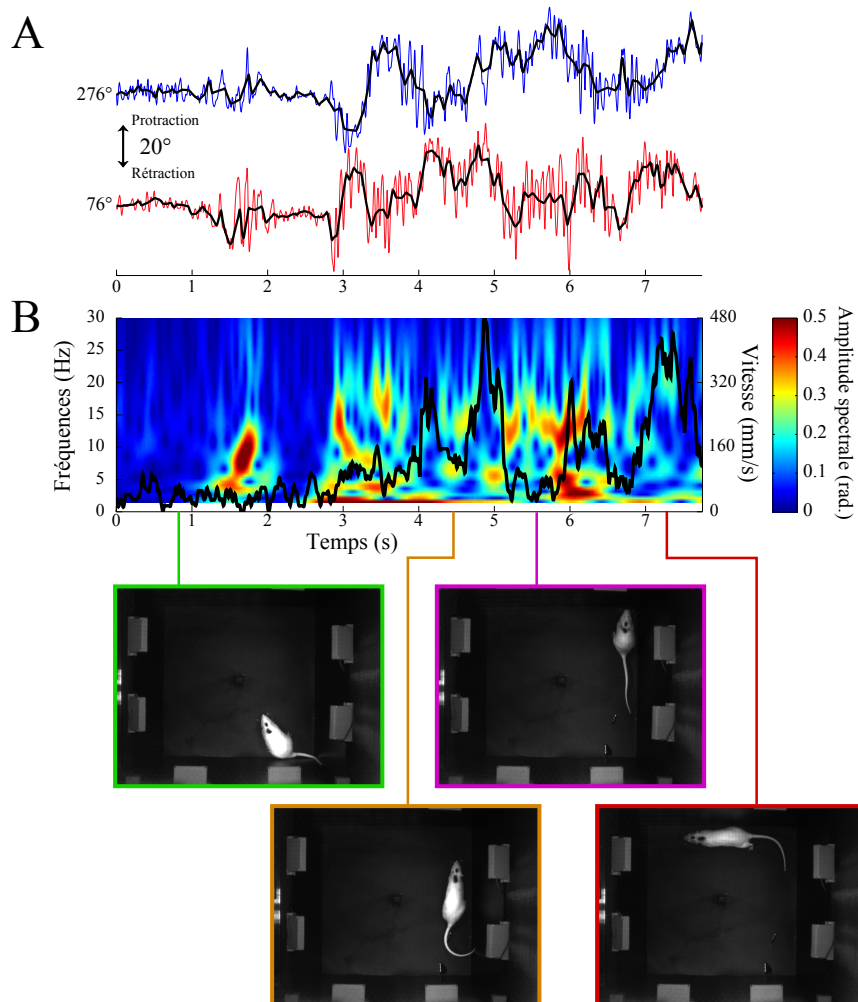 A
276°
Protraction
20°
Rétraction
76°
0 1 2 3 4 5 6 7
B
Fréquences (Hz)
30
25
20
15
10
5
0
0 1 2 3 4 5 6 7
Temps (s)
480
320
160
0
Vitesse (mm/s)
0.5
0.4
0.3
0.2
0.1
0
Amplitude spectrale (rad.)